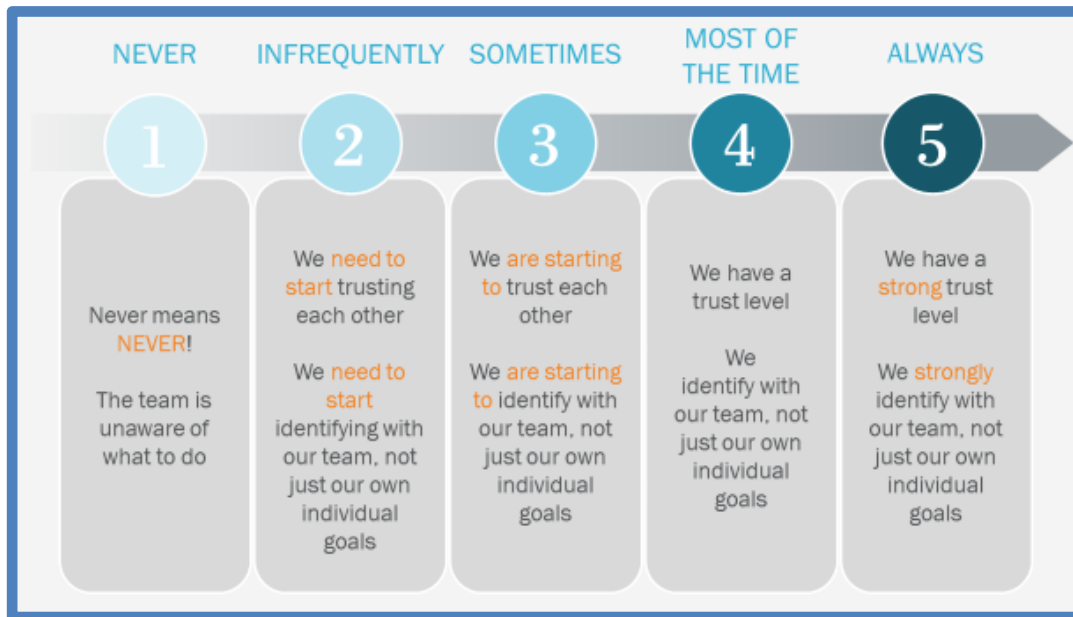 NEVER
INFREQUENTLY
SOMETIMES
MOST OF
THE TIME
ALWAYS
1
2
3
4
5
Never means
NEVER!
The team is
unaware of
what to do
We need to
start trusting
each other
We need to
start
identifying with
our team, not
just our own
individual
goals
We are starting
to trust each
other
We are starting
to identify with
our team, not
just our own
individual
goals
We have a
trust level
We
identify with
our team, not
just our own
individual
goals
We have a
strong trust
level
We strongly
identify with
our team, not
just our own
individual
goals